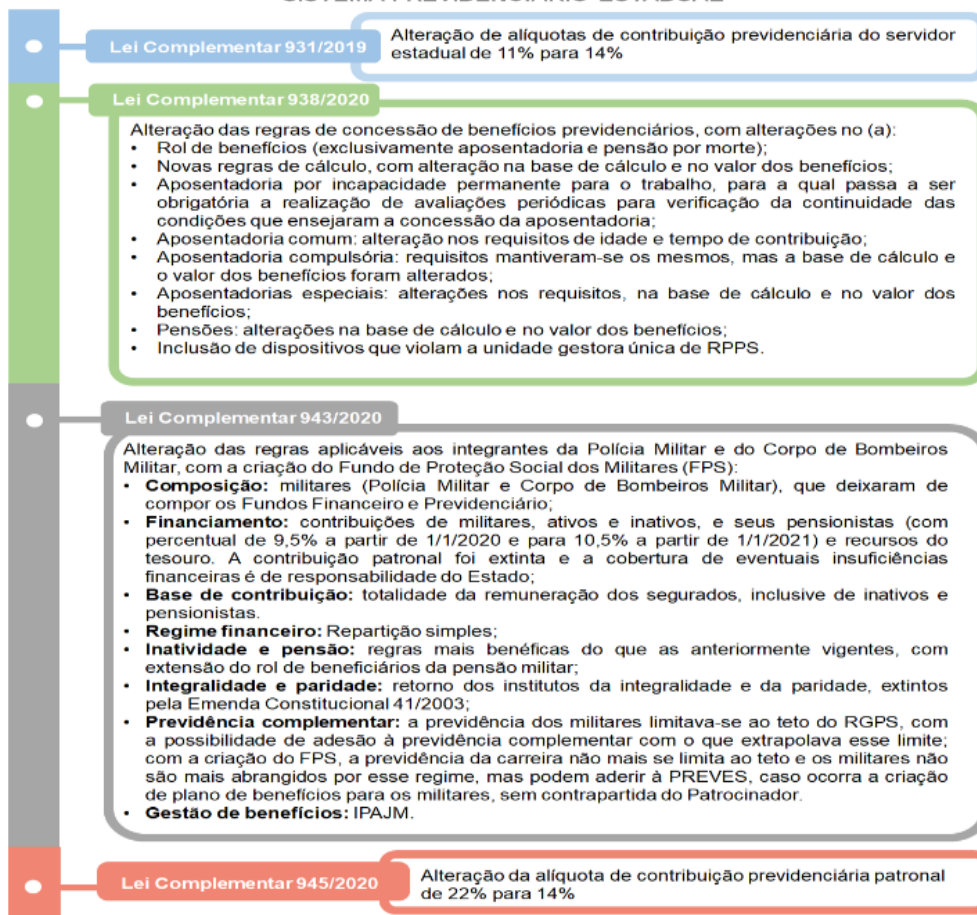 SISTEMA PREVIDENCIÁRIO ESTADUAL
Lei Complementar 931/2019
Alteração de alíquotas de contribuição previdenciária do servidor
estadual de 11% para 14%
Lei Complementar 938/2020
Alteração das regras de concessão de benefícios previdenciários, com alterações no (a):
• Rol de benefícios (exclusivamente aposentadoria e pensão por morte);
• Novas regras de cálculo, com alteração na base de cálculo e no valor dos benefícios;
• Aposentadoria por incapacidade permanente para o trabalho, para a qual passa a ser
obrigatória a realização de avaliações periódicas para verificação da continuidade das
condições que ensejaram a concessão da aposentadoria;
• Aposentadoria comum: alteração nos requisitos de idade e tempo de contribuição;
• Aposentadoria compulsória: requisitos mantiveram-se os mesmos, mas a base de cálculo e
o valor dos benefícios foram alterados;
• Aposentadorias especiais: alterações nos requisitos, na base de cálculo e no valor dos
benefícios;
• Pensões: alterações na base de cálculo e no valor dos benefícios;
• Inclusão de dispositivos que violam a unidade gestora única de RPPS.
Lei Complementar 943/2020
Alteração das regras aplicáveis aos integrantes da Polícia Militar e do Corpo de Bombeiros
Militar, com a criação do Fundo de Proteção Social dos Militares (FPS):
• Composição: militares (Polícia Militar e Corpo de Bombeiros Militar), que deixaram de
compor os Fundos Financeiro e Previdenciário;
• Financiamento: contribuições de militares, ativos e inativos, e seus pensionistas (com
percentual de 9,5% a partir de 1/1/2020 e para 10,5% a partir de 1/1/2021) e recursos do
tesouro. A contribuição patronal foi extinta e a cobertura de eventuais insuficiências
financeiras é de responsabilidade do Estado;
• Base de contribuição: totalidade da remuneração dos segurados, inclusive de inativos e
pensionistas.
• Regime financeiro: Repartição simples;
• Inatividade e pensão: regras mais benéficas do que as anteriormente vigentes, com
extensão do rol de beneficiários da pensão militar;
• Integralidade e paridade: retorno dos institutos da integralidade e da paridade, extintos
pela Emenda Constitucional 41/2003;
• Previdência complementar: a previdência dos militares limitava-se ao teto do RGPS, com
a possibilidade de adesão à previdência complementar com o que extrapolava esse limite;
com a criação do FPS, a previdência da carreira não mais se limita ao teto e os militares não
são mais abrangidos por esse regime, mas podem aderir à PREVES, caso ocorra a criação
de plano de benefícios para os militares, sem contrapartida do Patrocinador.
• Gestão de benefícios: IPAJM.
Lei Complementar 945/2020
Alteração da alíquota de contribuição previdenciária patronal
de 22% para 14%